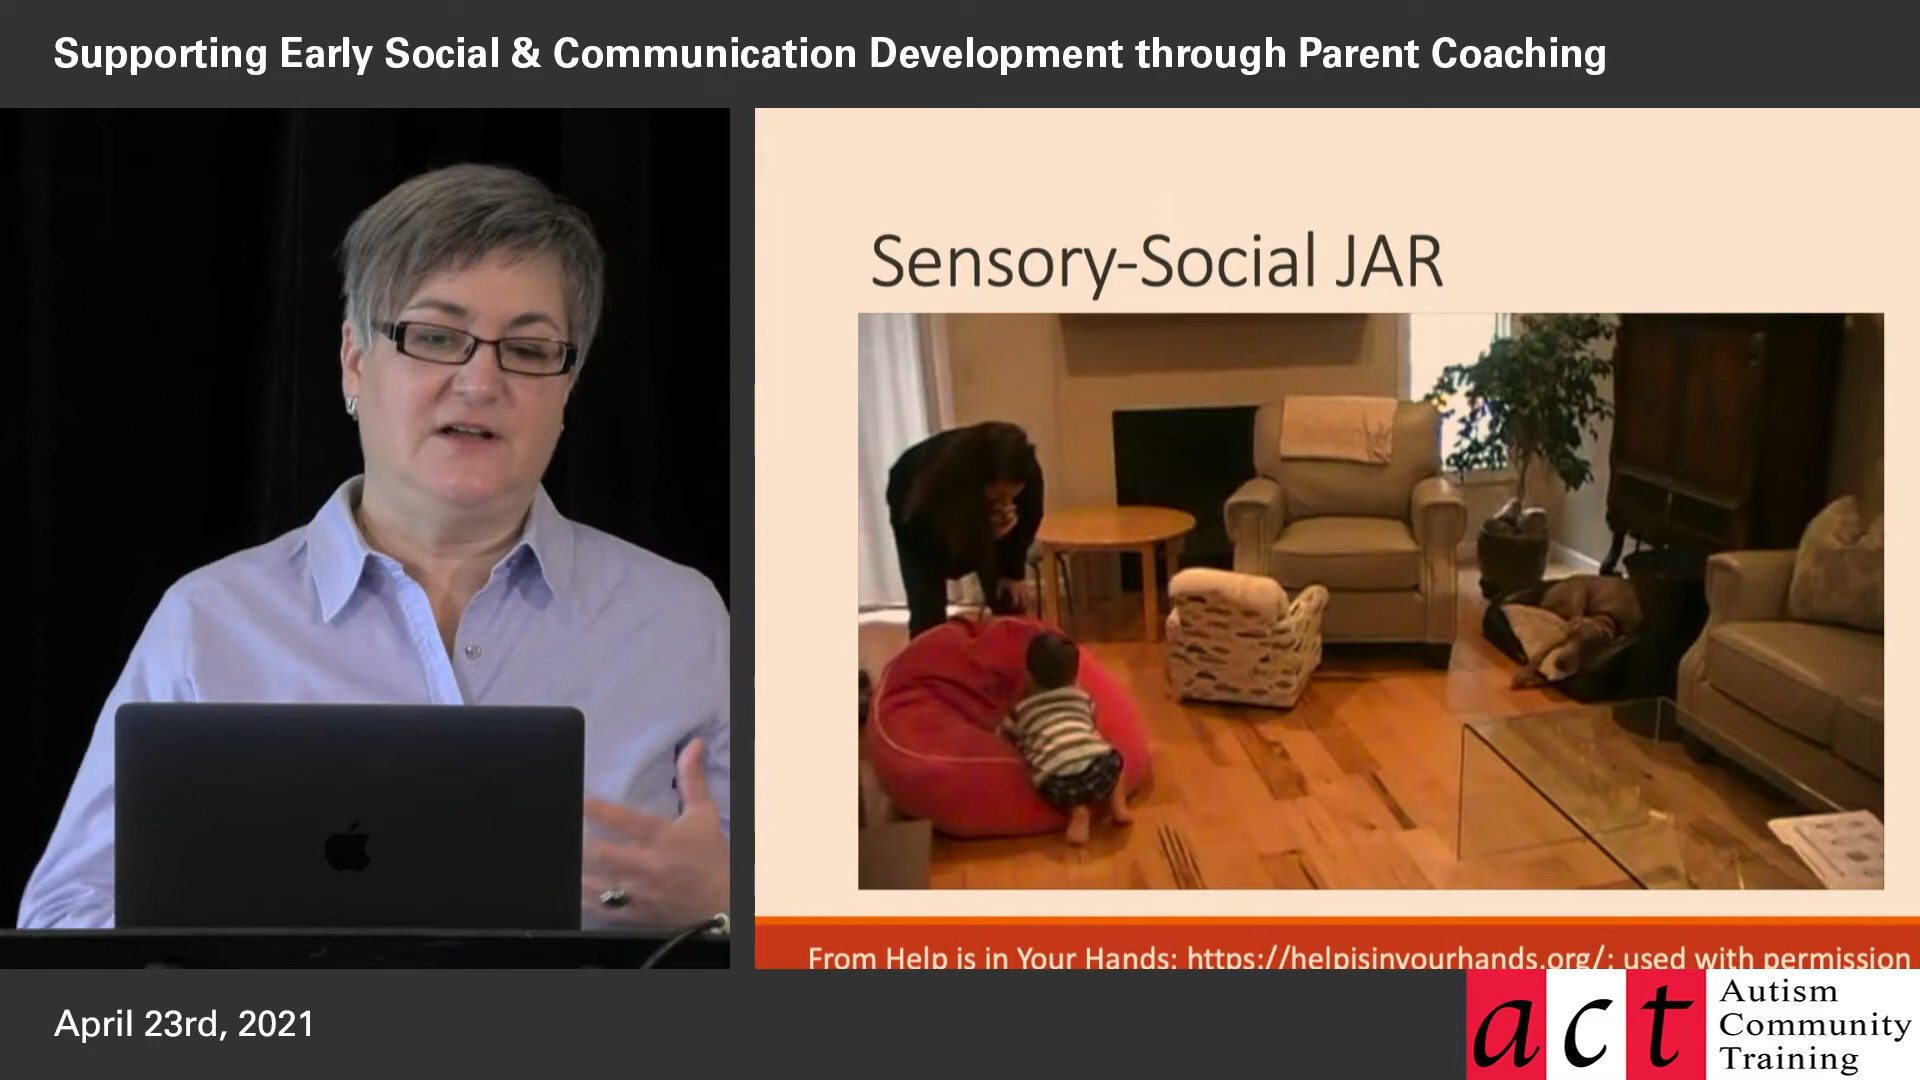 Supporting Early Social & Communication Development through Parent Coaching
Sensory-Social JAR
From Help is in Your Hands: https://helpisinyourhands.org/; used with permission
April 23rd, 2021
act
Autism
Community
Training